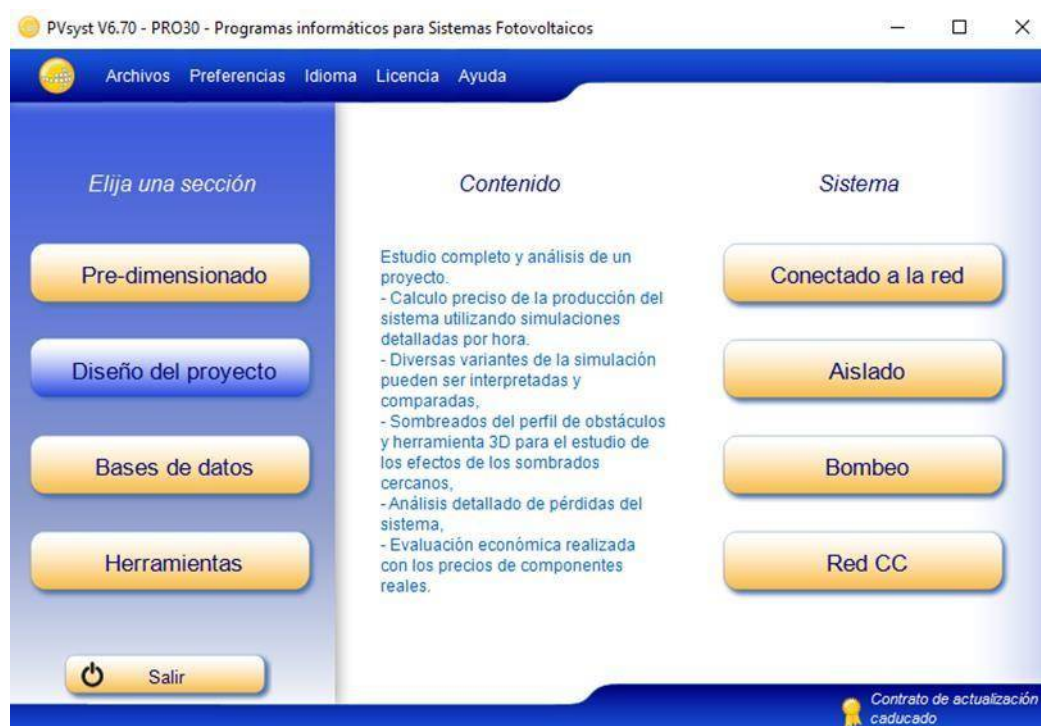 PVsyst V6.70 - PRO30 - Programas informáticos para Sistemas Fotovoltaicos
Archivos Preferencias Idioma Licencia Ayuda
Elija una sección
Pre-dimensionado
Diseño del proyecto
Bases de datos
Herramientas
Salir
Contenido
Estudio completo y análisis de un
proyecto.
- Calculo preciso de la producción del
sistema utilizando simulaciones
detalladas por hora.
- Diversas variantes de la simulación
pueden ser interpretadas y
comparadas,
- Sombreados del perfil de obstáculos
y herramienta 3D para el estudio de
los efectos de los sombrados
cercanos,
- Análisis detallado de pérdidas del
sistema,
- Evaluación económica realizada
con los precios de componentes
reales.
Sistema
Conectado a la red
Aislado
Bombeo
Red CC
Contrato de actualización
caducado